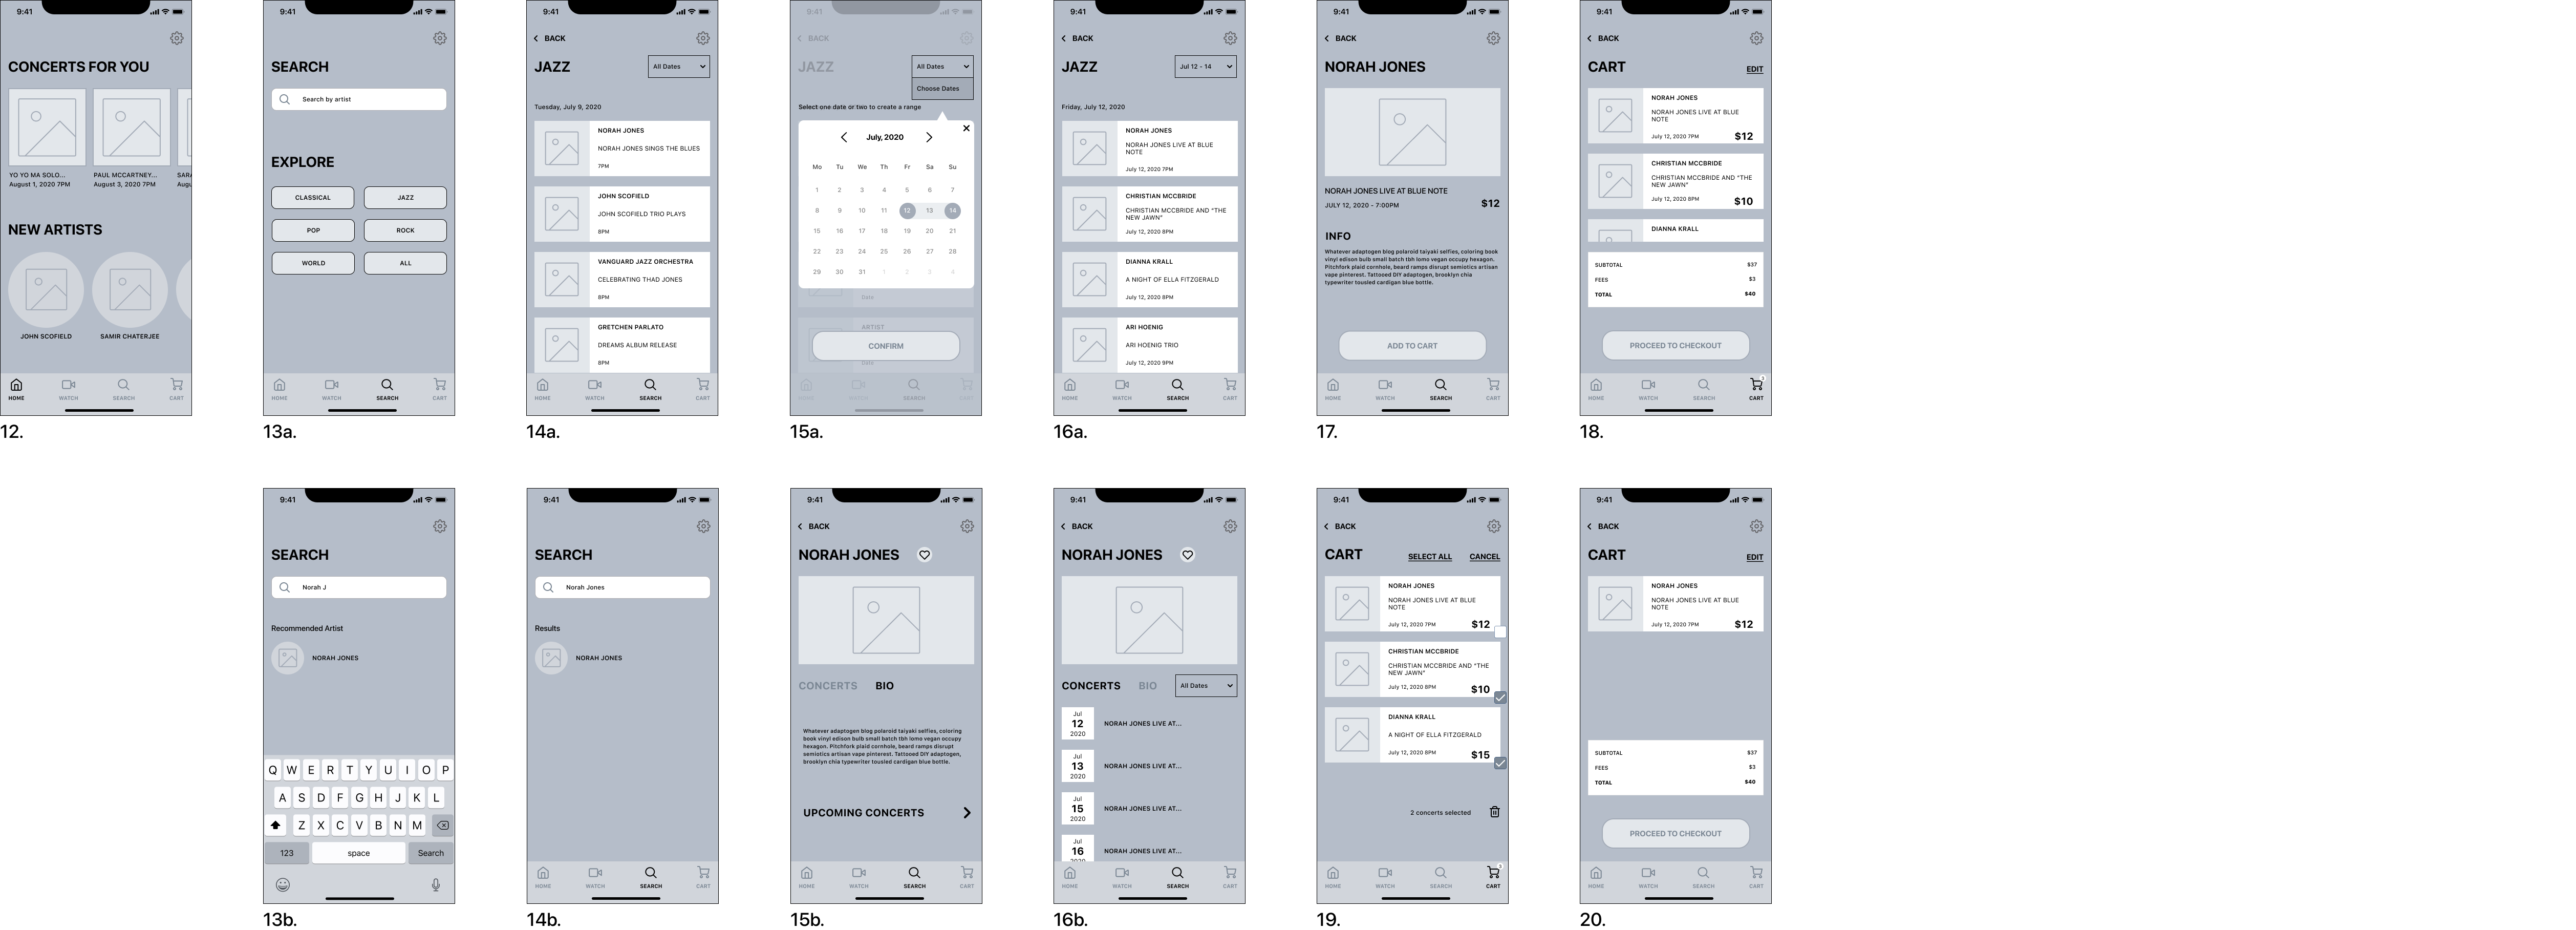 9:41
CONCERTS FOR YOU
YO YO MA SOLO...
August 1, 2020 7PM
PAUL MCCARTNEY...
August 3, 2020 7PM
SARA
Augu
NEW ARTISTS
JOHN SCOFIELD
SAMIR CHATERJEE
HOME
WATCH
SEARCH
CART
12.
9:41
SEARCH
Search by artist
EXPLORE
CLASSICAL
JAZZ
POP
ROCK
WORLD
ALL
HOME
WATCH
SEARCH
CART
13a.
9:41
BACK
JAZZ
All Dates
Tuesday, July 9, 2020
NORAH JONES
NORAH JONES SINGS THE BLUES
7PM
JOHN SCOFIELD
JOHN SCOFIELD TRIO PLAYS
8PM
VANGUARD JAZZ ORCHESTRA
CELEBRATING THAD JONES
8PM
GRETCHEN PARLATO
DREAMS ALBUM RELEASE
8PM
HOME
WATCH
SEARCH
CART
14a.
9:41
BACK
JAZZ
All Dates
Choose Dates
Select one date or two to create a range
July, 2020
Mo Tu We Th Fr Sa Su
1 2 3 4 5 6 7
8 9 10 11 12 13 14
15 16 17 18 19 20 21
22 23 24 25 26 27 28
29 30 31 1 2 3 4
Date
ARTIST
CONFIRM
Date
HOME
WATCH
SEARCH
CART
15a.
9:41
BACK
JAZZ
Jul 12 - 14
Friday, July 12, 2020
NORAH JONES
NORAH JONES LIVE AT BLUE
NOTE
July 12, 2020 7PM
CHRISTIAN MCCBRIDE
CHRISTIAN MCCBRIDE AND "THE
NEW JAWN"
July 12, 2020 8PM
DIANNA KRALL
A NIGHT OF ELLA FITZGERALD
July 12, 2020 8PM
ARI HOENIG
ARI HOENIG TRIO
July 12, 2020 9PM
HOME
WATCH
SEARCH
CART
16a.
9:41
BACK
NORAH JONES
NORAH JONES LIVE AT BLUE NOTE
JULY 12, 2020 - 7:00PM
$12
INFO
Whatever adaptogen blog polaroid taiyaki selfies, coloring book
vinyl edison bulb small batch tbh lomo vegan occupy hexagon.
Pitchfork plaid cornhole, beard ramps disrupt semiotics artisan
vape pinterest. Tattooed DIY adaptogen, brooklyn chia
typewriter tousled cardigan blue bottle.
ADD TO CART
HOME
WATCH
SEARCH
CART
17.
9:41
BACK
CART
EDIT
NORAH JONES
NORAH JONES LIVE AT BLUE
NOTE
July 12, 2020 7PM
$12
CHRISTIAN MCCBRIDE
CHRISTIAN MCCBRIDE AND "THE
NEW JAWN"
July 12, 2020 8PM
$10
DIANNA KRALL
SUBTOTAL $37
FEES $3
TOTAL $40
PROCEED TO CHECKOUT
HOME
WATCH
SEARCH
CART
18.
9:41
SEARCH
Norah J
Recommended Artist
NORAH JONES
Q W E R T Y U I O P
A S D F G H J K L
Z X C V B N M
123 space Search
13b.
9:41
SEARCH
Norah Jones
Results
NORAH JONES
HOME
WATCH
SEARCH
CART
14b.
9:41
BACK
NORAH JONES
CONCERTS
BIO
Whatever adaptogen blog polaroid taiyaki selfies, coloring
book vinyl edison bulb small batch tbh lomo vegan occupy
hexagon. Pitchfork plaid cornhole, beard ramps disrupt
semiotics artisan vape pinterest. Tattooed DIY adaptogen,
brooklyn chia typewriter tousled cardigan blue bottle.
UPCOMING CONCERTS
HOME
WATCH
SEARCH
CART
15b.
9:41
BACK
NORAH JONES
CONCERTS
BIO
All Dates
Jul
12
2020
NORAH JONES LIVE AT...
Jul
13
2020
NORAH JONES LIVE AT...
Jul
15
2020
NORAH JONES LIVE AT...
Jul
16
2020
NORAH JONES LIVE AT...
HOME
WATCH
SEARCH
CART
16b.
9:41
BACK
CART
SELECT ALL
CANCEL
NORAH JONES
NORAH JONES LIVE AT BLUE
NOTE
July 12, 2020 7PM
$12
CHRISTIAN MCCBRIDE
CHRISTIAN MCCBRIDE AND "THE
NEW JAWN"
July 12, 2020 8PM
$10
DIANNA KRALL
A NIGHT OF ELLA FITZGERALD
July 12, 2020 8PM
$15
2 concerts selected
HOME
WATCH
SEARCH
CART
19.
9:41
BACK
CART
EDIT
NORAH JONES
NORAH JONES LIVE AT BLUE
NOTE
July 12, 2020 7PM
$12
SUBTOTAL $37
FEES $3
TOTAL $40
PROCEED TO CHECKOUT
HOME
WATCH
SEARCH
CART
20.